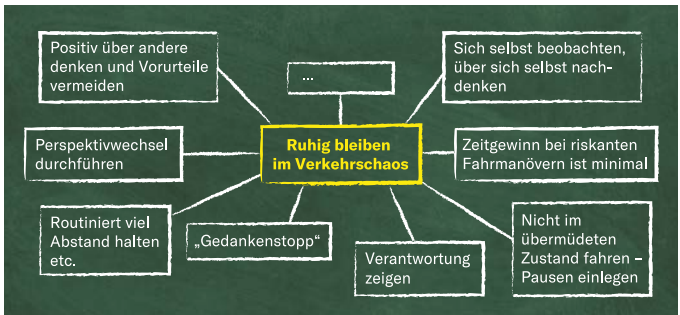 Positiv über andere
denken und Vorurteile
vermeiden
...
Sich selbst beobachten,
über sich selbst nach-
denken
Perspektivwechsel
durchführen
Ruhig bleiben
im Verkehrschaos
Zeitgewinn bei riskanten
Fahrmanövern ist minimal
Routiniert viel
Abstand halten
etc.
„Gedankenstopp“
Verantwortung
zeigen
Nicht im
übermüdeten
Zustand fahren –
Pausen einlegen